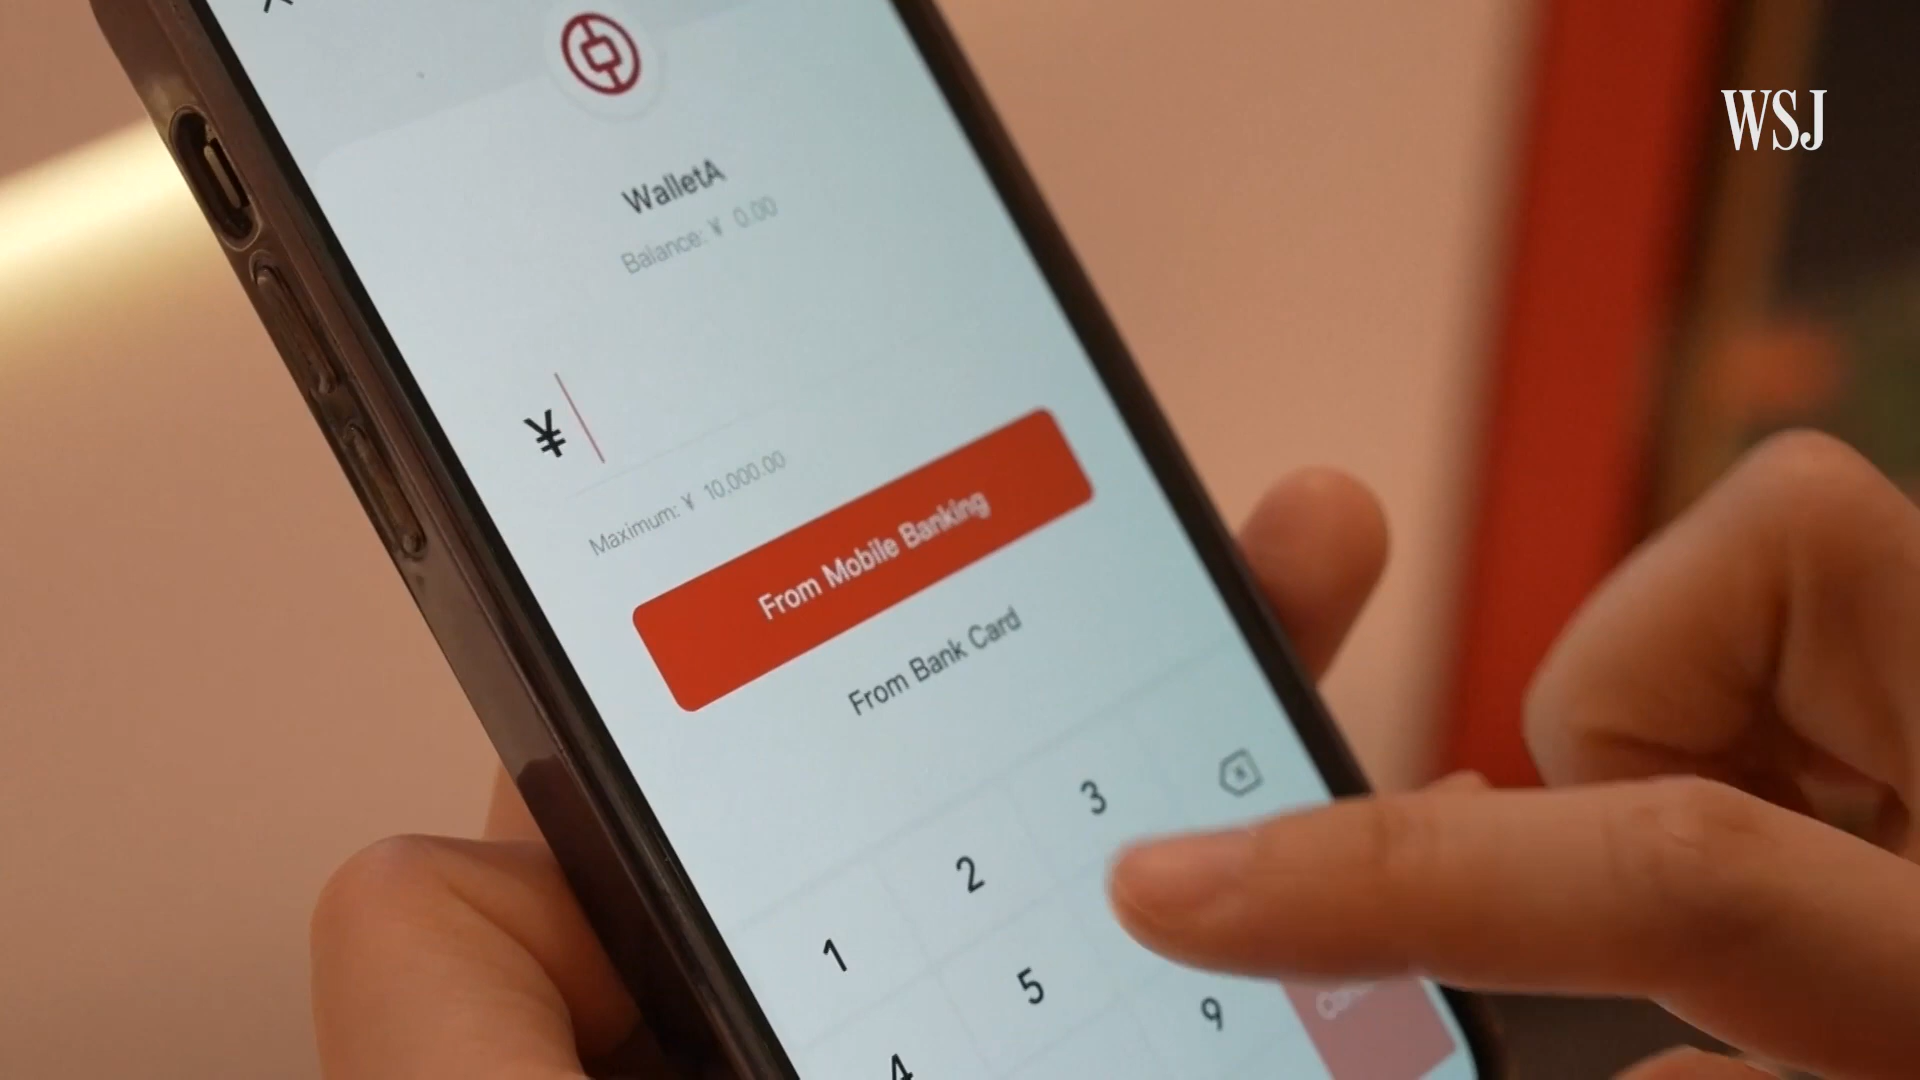 WSJ
WalletA
Balance: ¥ 0.00
¥
Maximum: ¥ 10,000.00
From Mobile Banking
From Bank Card
1 2 3
4 5
9